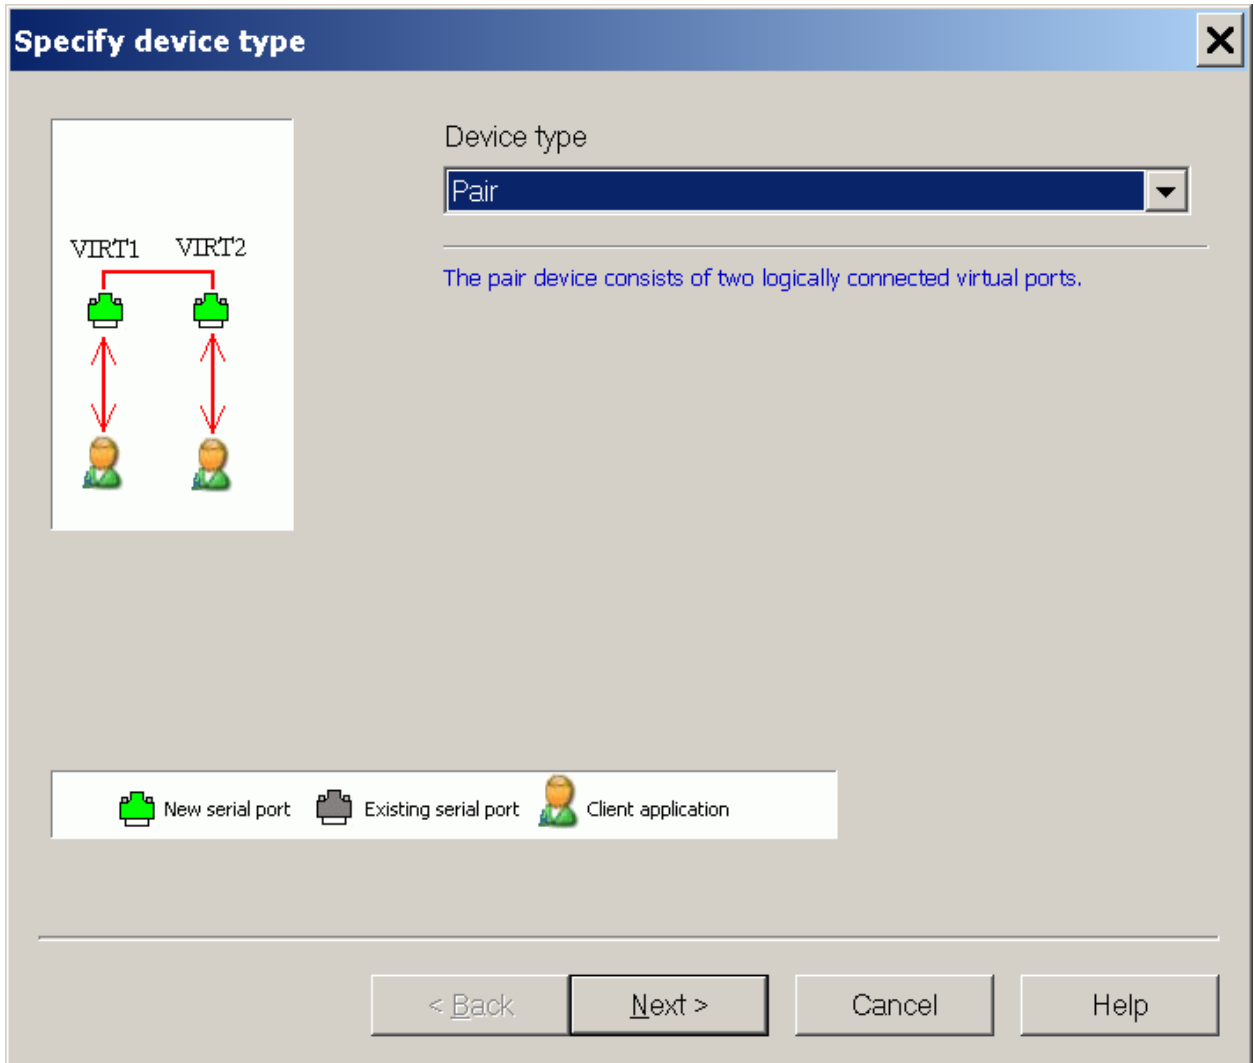 Specify device type
Device type
Pair
VIRT1 VIRT2
The pair device consists of two logically connected virtual ports.
New serial port Existing serial port Client application
< Back Next > Cancel Help